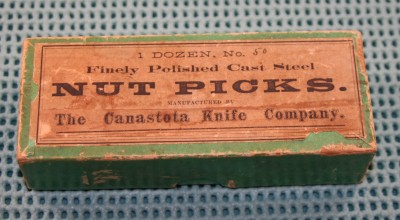 1 DOZEN, No. 50
Finely Polished Cast Steel
NUT PICKS.
MANUFACTURED BY
The Canastota Knife Company.